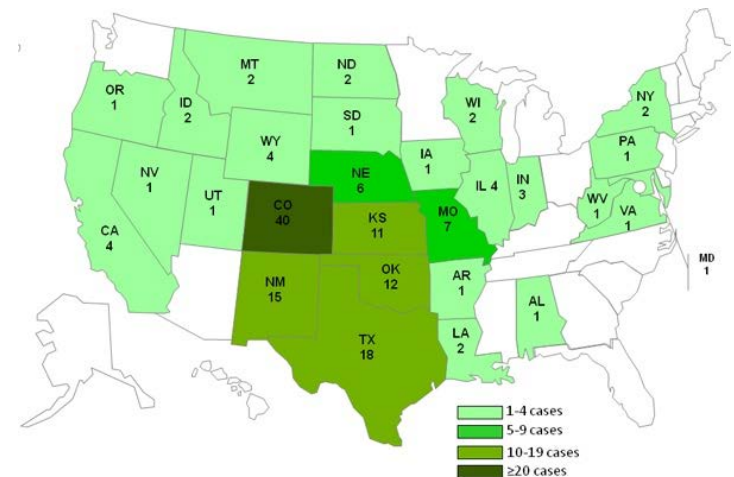 MT
2
ND
2
OR
1
ID
2
SD
1
WI
2
NY
2
WY
4
IA
1
PA
1
NV
1
UT
1
NE
6
IL 4
IN
3
WV
1
VA
1
CO
40
KS
11
MO
7
CA
4
MD
1
NM
15
OK
12
AR
1
AL
1
TX
18
LA
2
1-4 cases
5-9 cases
10-19 cases
≥20 cases